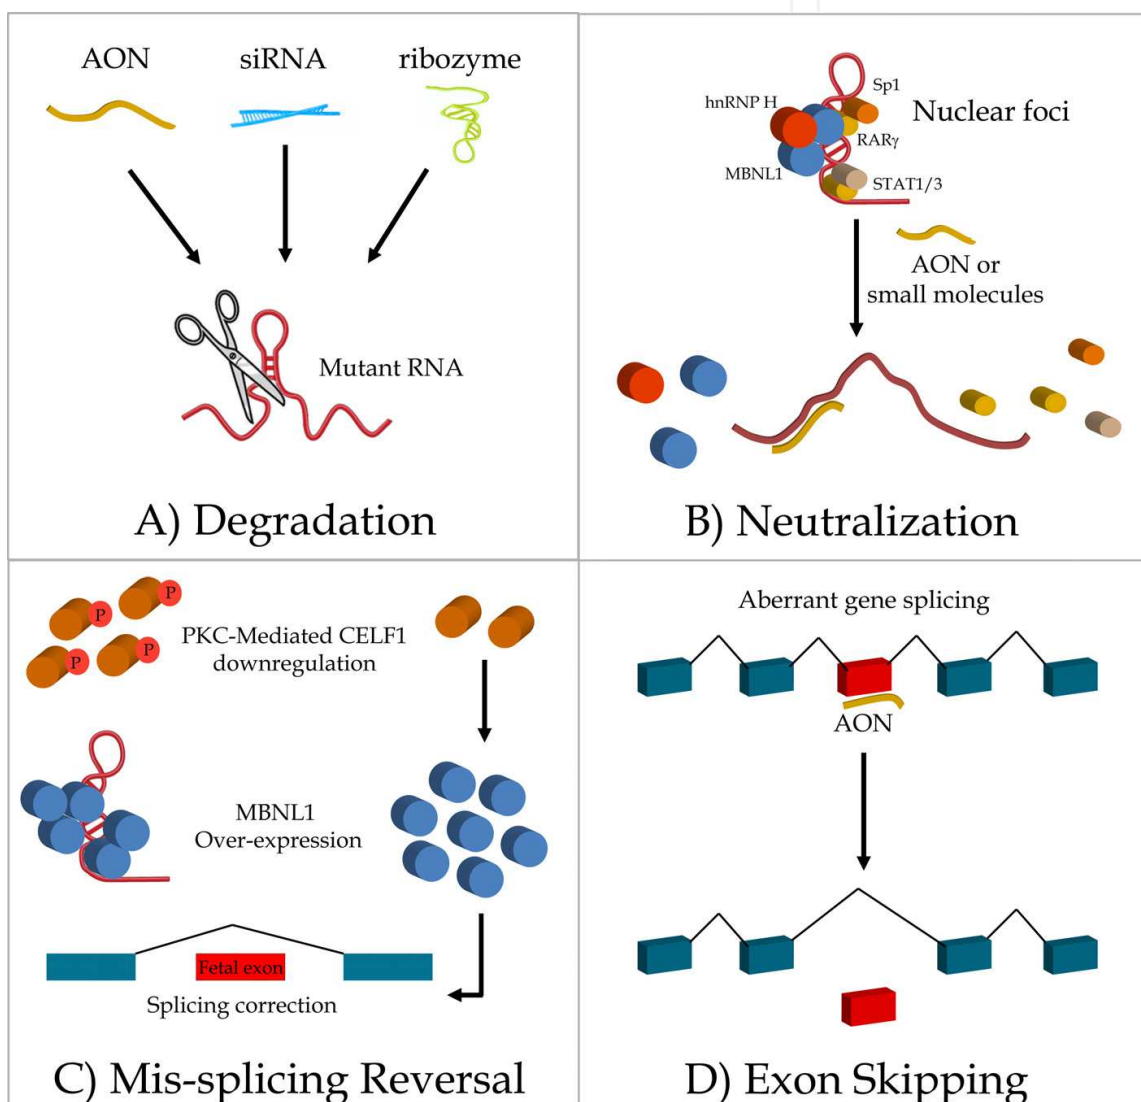 AON
siRNA
ribozyme
Mutant RNA
A) Degradation
Sp1
hnRNP H
Nuclear foci
RARγ
MBNL1
STAT1/3
AON or
small molecules
B) Neutralization
P
P
P
P
PKC-Mediated CELF1
downregulation
MBNL1
Over-expression
Fetal exon
Splicing correction
C) Mis-splicing Reversal
Aberrant gene splicing
AON
D) Exon Skipping